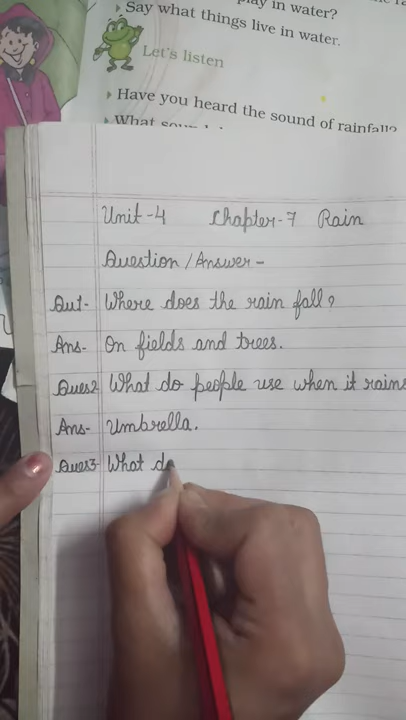 play in water?
Say what things live in water.
Let's listen
Have you heard the sound of rainfall?
What
Unit-4 Chapter-7 Rain
Question/Answer-
Qu1- Where does the rain fall?
Ans- On fields and trees.
Ques2 What do people use when it rains
Ans- Umbrella.
Ques3- What do